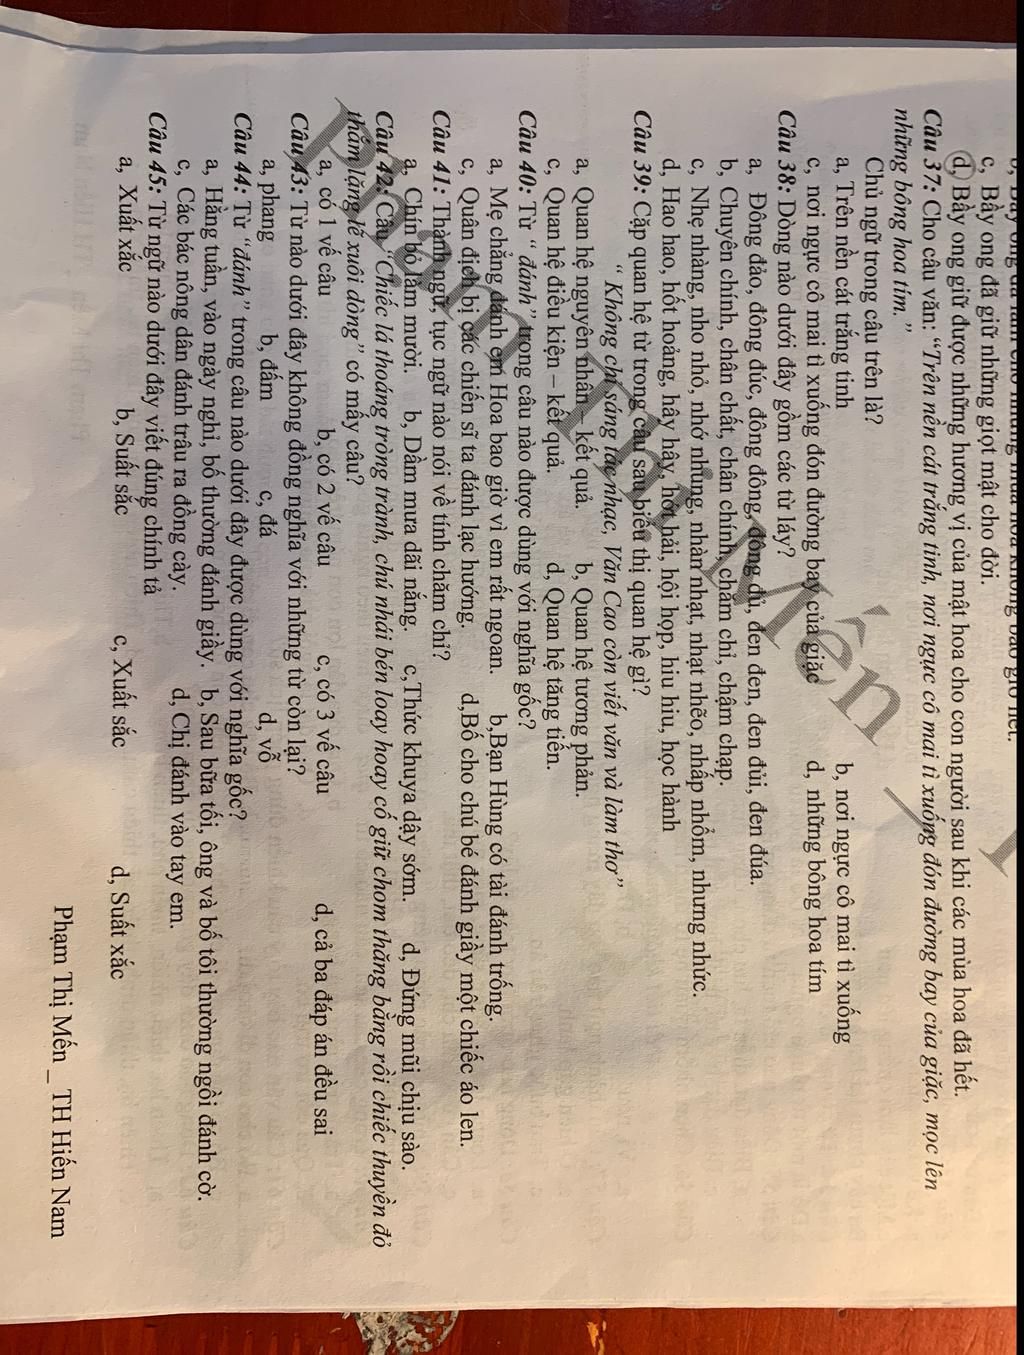 c, Bầy ong đã giữ những giọt mật cho đời.
d, Bầy ong giữ được những hương vị của mật hoa cho con người sau khi các mùa hoa đã hết.
Câu 37: Cho câu văn: “Trên nền cát trắng tinh, nơi ngực cô mai tì xuống đón đường bay của giặc, mọc lên
những bông hoa tím.”
Chủ ngữ trong câu trên là?
a, Trên nền cát trắng tinh b, nơi ngực cô mai tì xuống
c, nơi ngực cô mai tì xuống đón đường bay của giặc d, những bông hoa tím
Câu 38: Dòng nào dưới đây gồm các từ láy?
a, Đông đảo, đông đúc, đông đông, đông đủ, đen đen, đen đủi, đen đúa.
b, Chuyên chính, chân chất, chân chính, chăm chỉ, chậm chạp.
c, Nhẹ nhàng, nho nhỏ, nhớ nhung, nhàn nhạt, nhạt nhẽo, nhấp nhổm, nhưng nhức.
d, Hao hao, hốt hoảng, hây hây, hớt hải, hội họp, hiu hiu, học hành
Câu 39: Cặp quan hệ từ trong câu sau biểu thị quan hệ gì?
“ Không chỉ sáng tác nhạc, Văn Cao còn viết văn và làm thơ”
a, Quan hệ nguyên nhân – kết quả. b, Quan hệ tương phản.
c, Quan hệ điều kiện – kết quả. d, Quan hệ tăng tiến.
Câu 40: Từ “ đánh” trong câu nào được dùng với nghĩa gốc?
a, Mẹ chẳng đánh em Hoa bao giờ vì em rất ngoan. b,Bạn Hùng có tài đánh trống.
c, Quân địch bị các chiến sĩ ta đánh lạc hướng. d,Bố cho chú bé đánh giầy một chiếc áo len.
Câu 41: Thành ngữ, tục ngữ nào nói về tính chăm chỉ?
a, Chín bỏ làm mười. b, Dầm mưa dãi nắng. c,Thức khuya dậy sớm. d, Đứng mũi chịu sào.
Câu 42: Câu “Chiếc lá thoáng tròng trành, chú nhái bén loay hoay cố giữ chom thăng bằng rồi chiếc thuyền đỏ
thắm lặng lẽ xuôi dòng” có mấy câu?
a, có 1 vế câu b, có 2 vế câu c, có 3 vế câu d, cả ba đáp án đều sai
Câu 43: Từ nào dưới đây không đồng nghĩa với những từ còn lại?
a, phang b, đấm c, đá d, vỗ
Câu 44: Từ “đánh” trong câu nào dưới đây được dùng với nghĩa gốc?
a, Hằng tuần, vào ngày nghỉ, bố thường đánh giầy. b, Sau bữa tối, ông và bố tôi thường ngồi đánh cờ.
c, Các bác nông dân đánh trâu ra đồng cày. d, Chị đánh vào tay em.
Câu 45: Từ ngữ nào dưới đây viết đúng chính tả
a, Xuất xắc b, Suất sắc c, Xuất sắc d, Suất xắc
Phạm Thị Mến _ TH Hiến Nam
Phạm Thị Mến